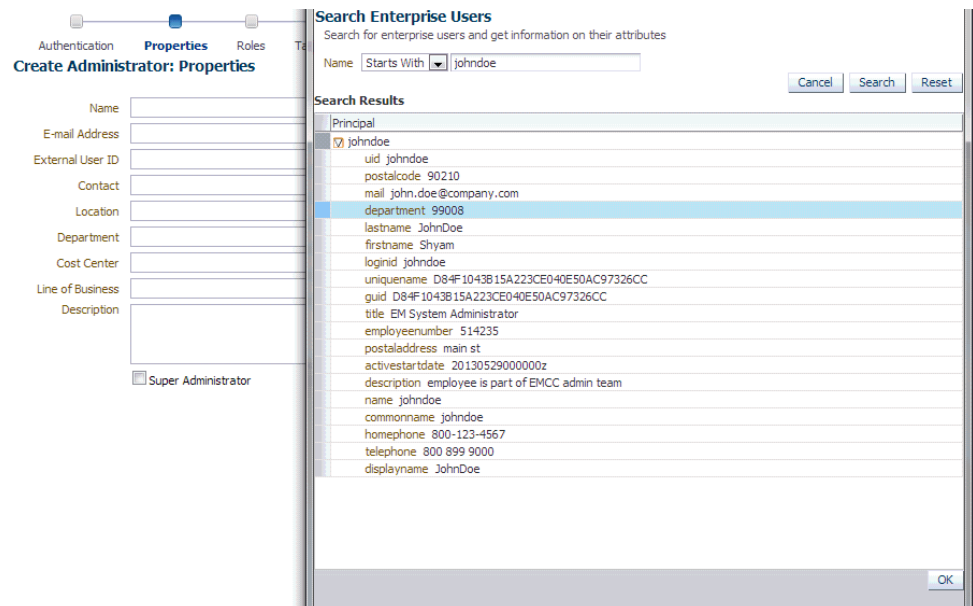 Authentication
Properties
Roles
Create Administrator: Properties
Name
E-mail Address
External User ID
Contact
Location
Department
Cost Center
Line of Business
Description
Super Administrator
Search Enterprise Users
Search for enterprise users and get information on their attributes
Name Starts With johndoe
Cancel Search Reset
Search Results
Principal
johndoe
uid johndoe
postalcode 90210
mail john.doe@company.com
department 99008
lastname JohnDoe
firstname Shyam
loginid johndoe
uniquename D84F1043B15A223CE040E50AC97326CC
guid D84F1043B15A223CE040E50AC97326CC
title EM System Administrator
employeenumber 514235
postaladdress main st
activestartdate 20130529000000z
description employee is part of EMCC admin team
name johndoe
commonname johndoe
homephone 800-123-4567
telephone 800 899 9000
displayname JohnDoe
OK